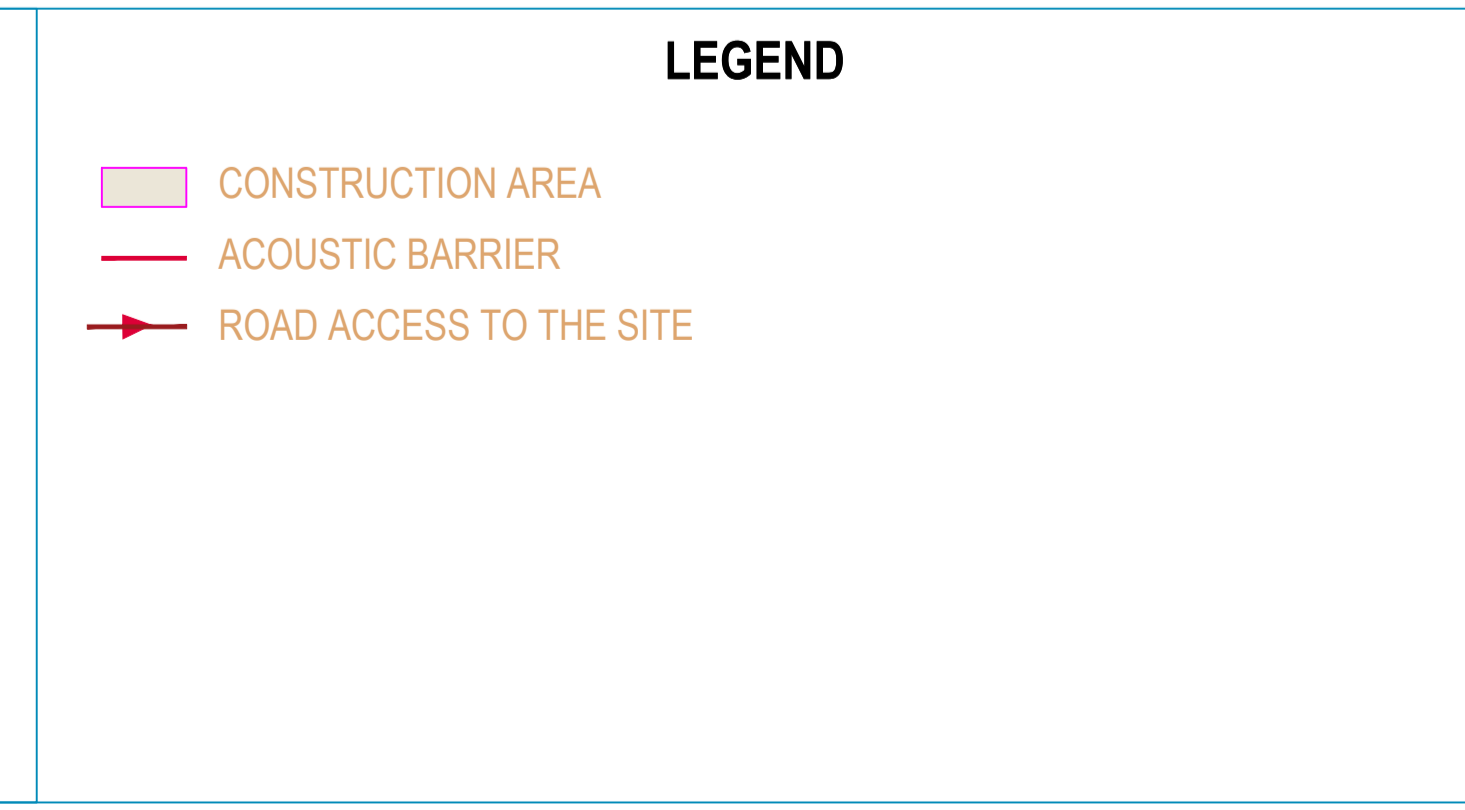 LEGEND
CONSTRUCTION AREA
ACOUSTIC BARRIER
ROAD ACCESS TO THE SITE